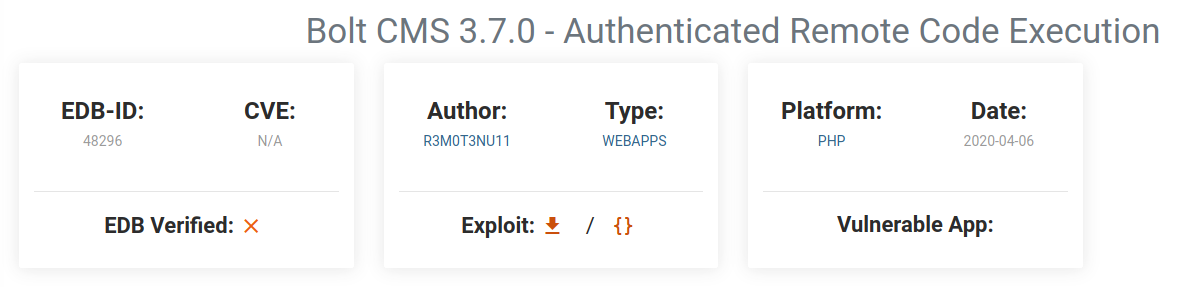 Bolt CMS 3.7.0 - Authenticated Remote Code Execution
EDB-ID: CVE: Author: Type: Platform: Date:
48296 N/A R3M0T3NU11 WEBAPPS PHP 2020-04-06
EDB Verified: × Exploit: / {} Vulnerable App: